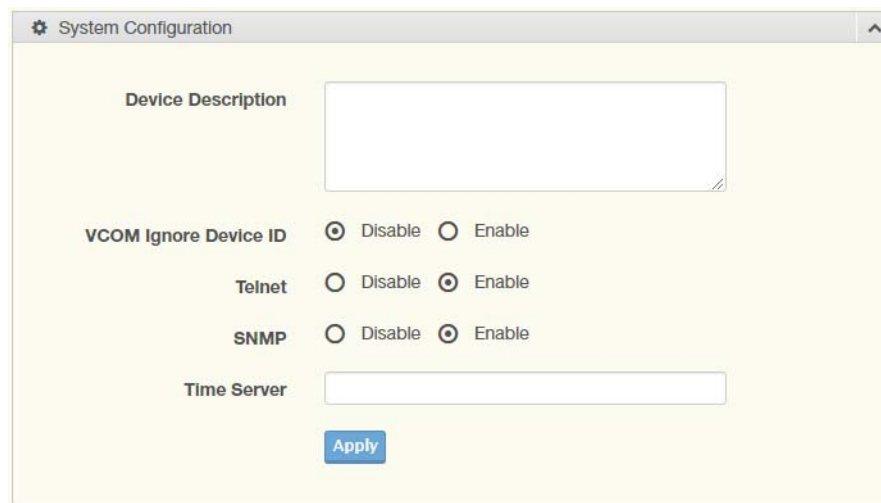 System Configuration
Device Description
VCOM Ignore Device ID Disable Enable
Telnet Disable Enable
SNMP Disable Enable
Time Server
Apply